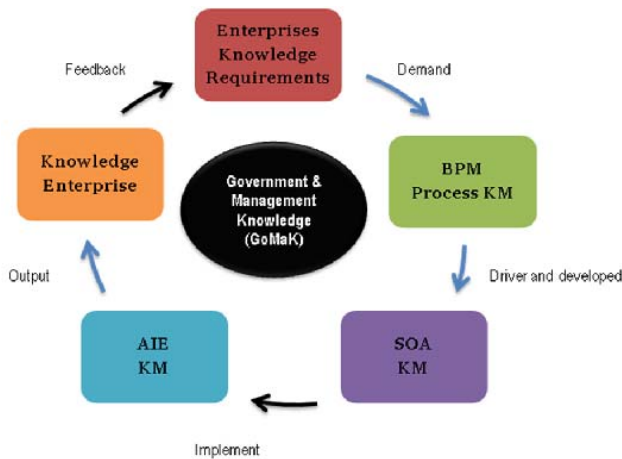 Enterprises
Knowledge
Requirements
Demand
BPM
Process KM
Driver and developed
SOA
KM
Implement
AIE
KM
Output
Knowledge
Enterprise
Feedback
Government &
Management
Knowledge
(GoMaK)